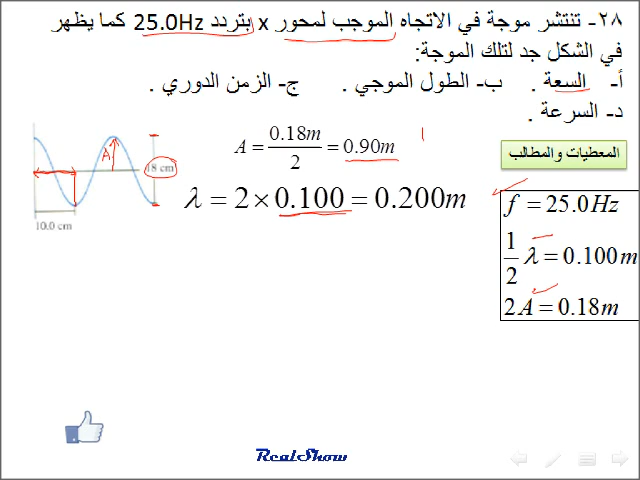 ٢٨- تنتشر موجة في الاتجاه الموجب لمحور x بتردد 25.0Hz كما يظهر
في الشكل جد لتلك الموجة:
أ- السعة . ب- الطول الموجي . ج- الزمن الدوري .
د- السرعة .
المعطيات والمطالب
A = 0.18m / 2 = 0.90m
λ = 2 × 0.100 = 0.200m
f = 25.0Hz
1/2 λ = 0.100m
2A = 0.18m
A
18 cm
10.0 cm
RealShow